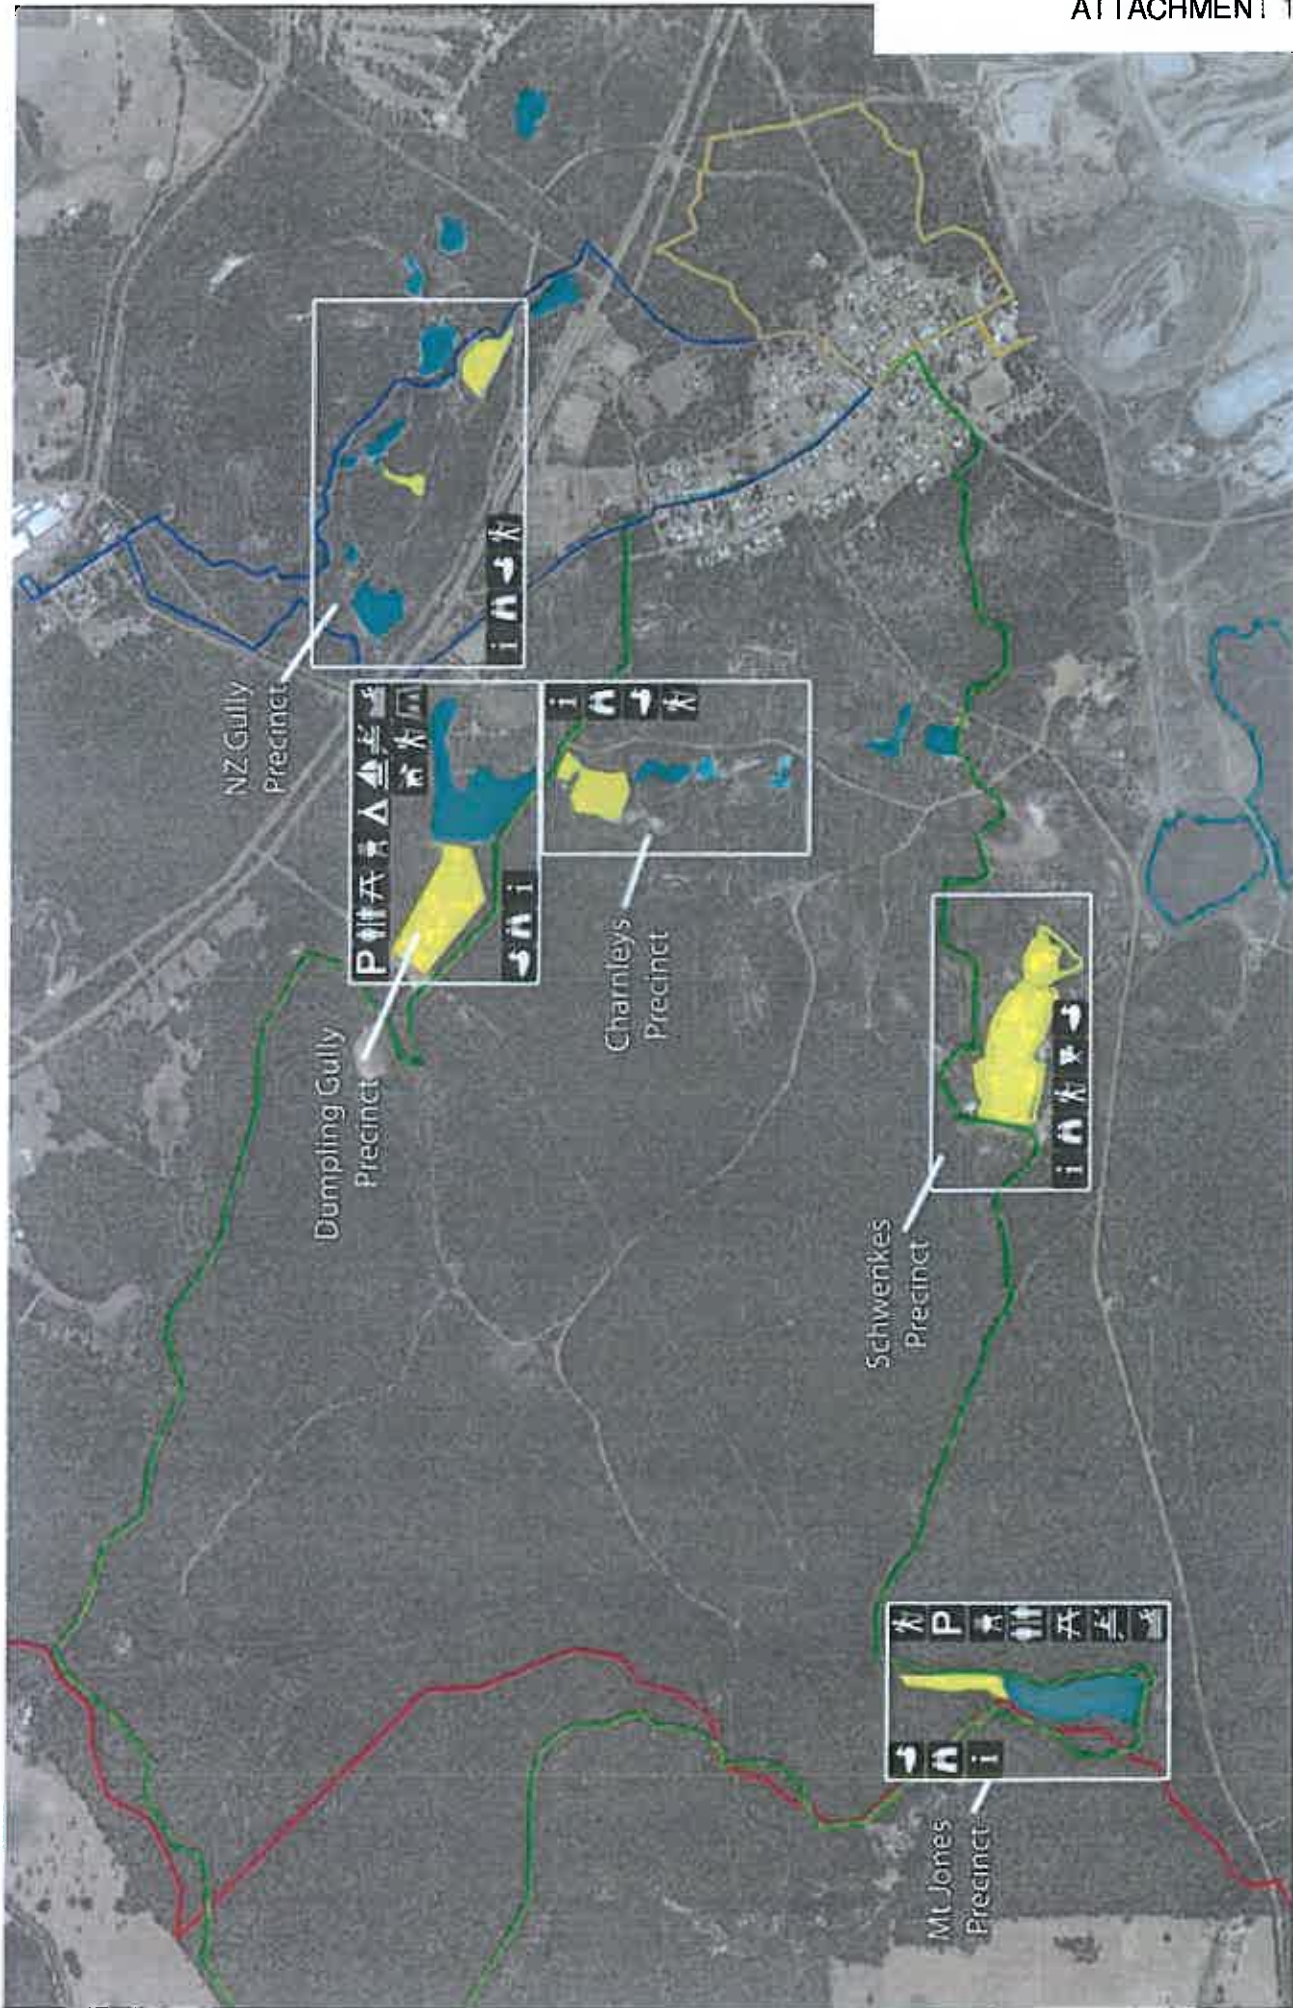 ATTACHMENT 1
NZ Gully
Precinct
Dumpling Gully
Precinct
P
i
i
Charnleys
Precinct
i
Schwenkes
Precinct
i
Mt Jones
Precinct
P
i